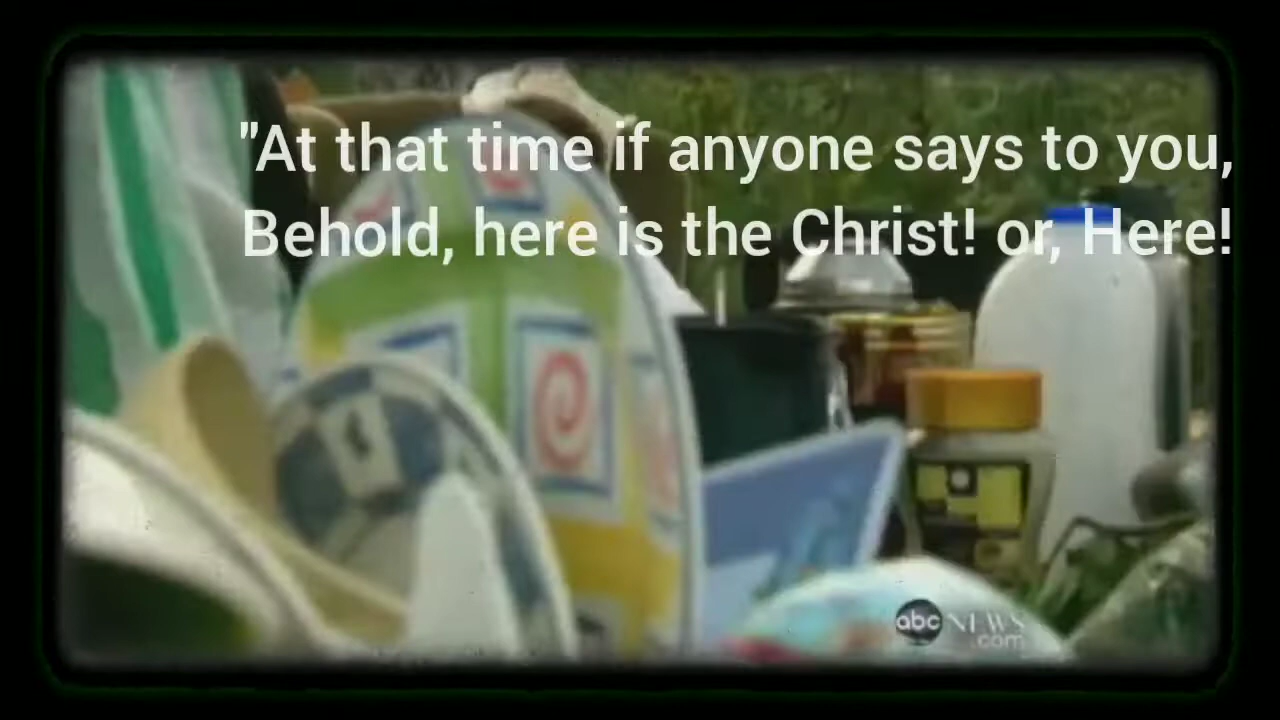 "At that time if anyone says to you,
Behold, here is the Christ! or, Here!
abc NEWS
.com